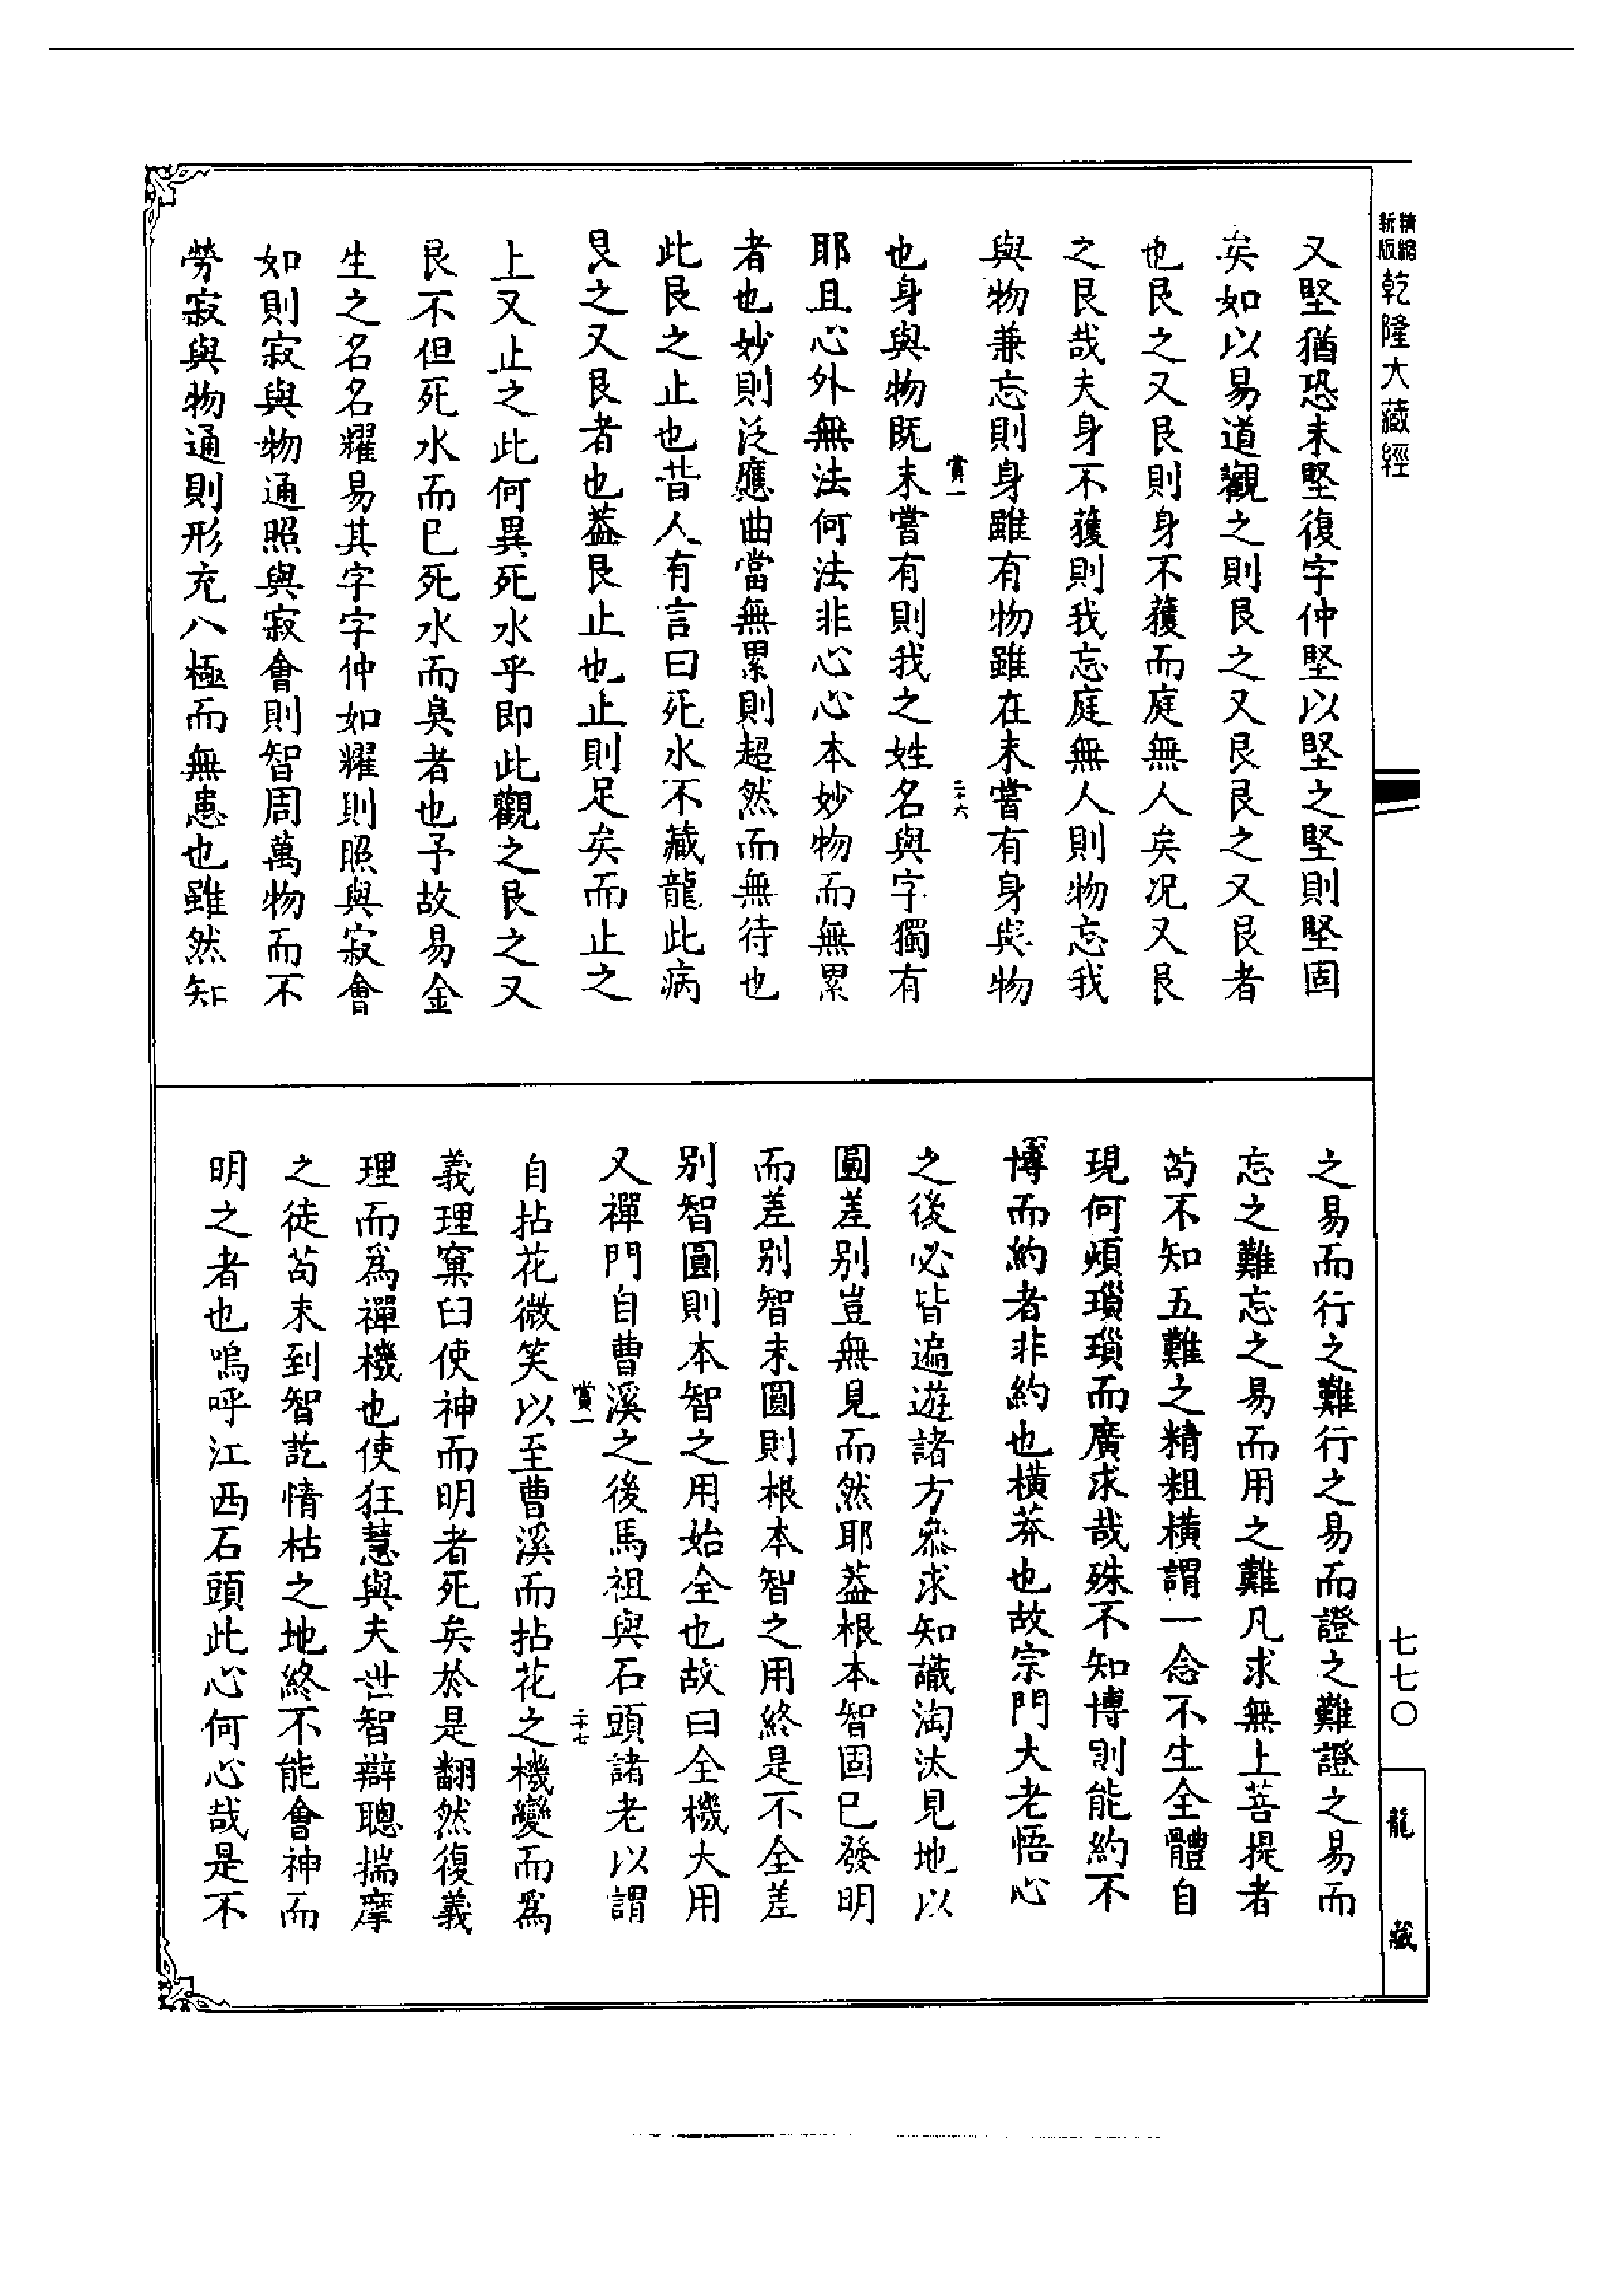 精縮新版乾隆大藏經
又堅猶恐未堅復字仲堅以堅之堅則堅固
矣如以易道觀之則艮之又艮艮之又艮者
也艮之又艮則身不獲而庭無人矣况又艮
之艮哉夫身不獲則我忘庭無人則物忘我
與物兼忘則身雖有物雖在未嘗有身與物
賞一
二十六
也身與物既未嘗有則我之姓名與字獨有
耶且心外無法何法非心心本妙物而無累
者也妙則泛應曲當無累則超然而無待也
此艮之止也昔人有言曰死水不藏龍此病
艮之又艮者也葢艮止也止則足矣而止之
上又止之此何異死水乎即此觀之艮之又
艮不但死水而已死水而臭者也予故易金
生之名名耀易其字字仲如耀則照與寂會
如則寂與物通照與寂會則智周萬物而不
勞寂與物通則形充八極而無患也雖然知
之易而行之難行之易而證之難證之易而
忘之難忘之易而用之難凡求無上菩提者
苟不知五難之精粗橫謂一念不生全體自
現何煩瑣瑣而廣求哉殊不知博則能約不
博而約者非約也橫莽也故宗門大老悟心
之後必皆遍遊諸方叅求知識淘汰見地以
圓差别豈無見而然耶葢根本智固已發明
而差别智未圓則根本智之用終是不全差
别智圓則本智之用始全也故曰全機大用
又禪門自曹溪之後馬祖與石頭諸老以謂
賞一
二十七
自拈花微笑以至曹溪而拈花之機變而爲
義理窠臼使神而明者死矣於是翻然復義
理而爲禪機也使狂慧與夫世智辯聰揣摩
之徒苟未到智訖情枯之地終不能會神而
明之者也嗚呼江西石頭此心何心哉是不
七七〇
龍藏